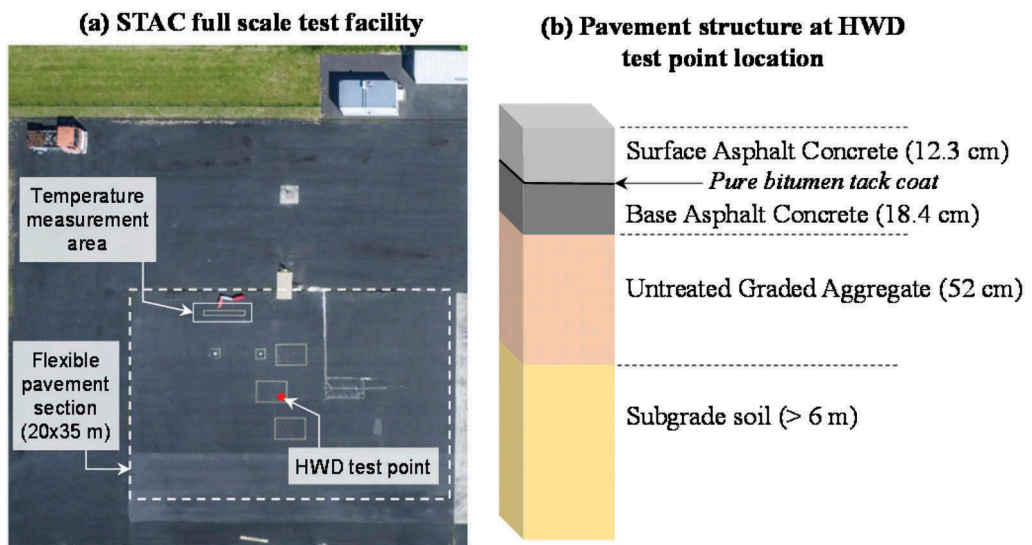 (a) STAC full scale test facility
Temperature
measurement
area
Flexible
pavement
section
(20x35 m)
HWD test point
(b) Pavement structure at HWD
test point location
Surface Asphalt Concrete (12.3 cm)
Pure bitumen tack coat
Base Asphalt Concrete (18.4 cm)
Untreated Graded Aggregate (52 cm)
Subgrade soil (> 6 m)